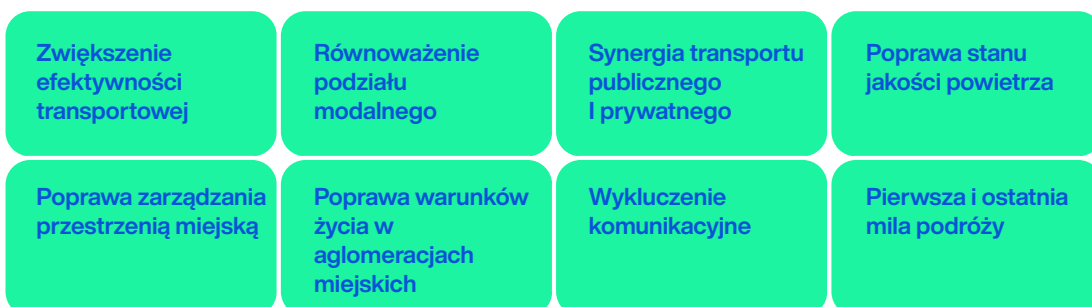 Zwiększenie
efektywności
transportowej
Równoważenie
podziału
modalnego
Synergia transportu
publicznego
I prywatnego
Poprawa stanu
jakości powietrza
Poprawa zarządzania
przestrzenią miejską
Poprawa warunków
życia w
aglomeracjach
miejskich
Wykluczenie
komunikacyjne
Pierwsza i ostatnia
mila podróży